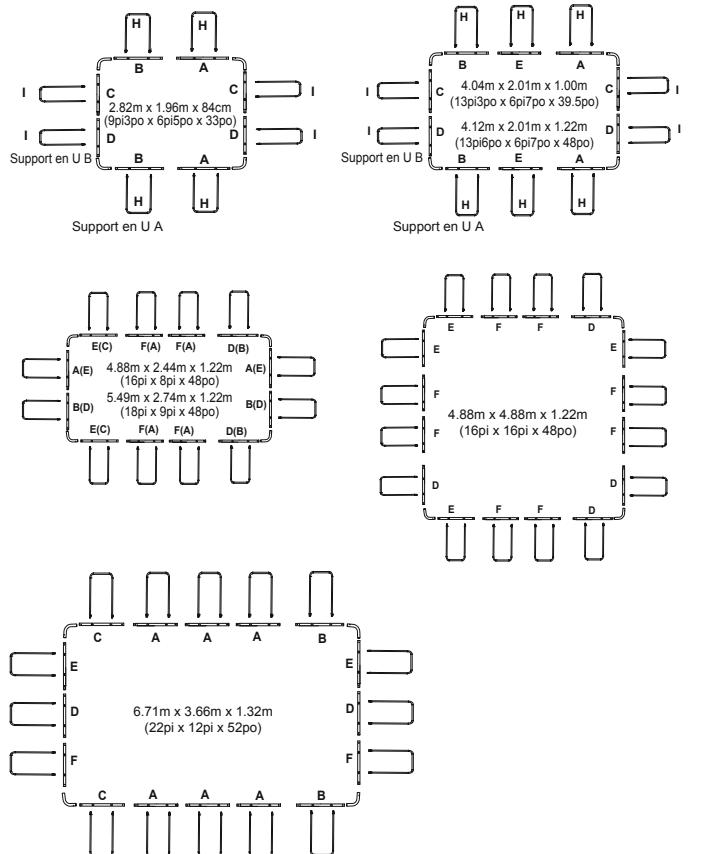 H H
B A
I C C I
2.82m x 1.96m x 84cm
(9pi3po x 6pi5po x 33po)
I D D I
Support en U B
B A
H H
Support en U A
H H H
B E A
I C C I
4.04m x 2.01m x 1.00m
(13pi3po x 6pi7po x 39.5po)
I D D I
4.12m x 2.01m x 1.22m
(13pi6po x 6pi7po x 48po)
Support en U B
B E A
H H H
Support en U A
E(C) F(A) F(A) D(B)
A(E) 4.88m x 2.44m x 1.22m A(E)
(16pi x 8pi x 48po)
B(D) 5.49m x 2.74m x 1.22m B(D)
(18pi x 9pi x 48po)
E(C) F(A) F(A) D(B)
E F F D
E E
F F
4.88m x 4.88m x 1.22m
(16pi x 16pi x 48po)
F F
D D
E F F D
C A A A B
E E
D D
6.71m x 3.66m x 1.32m
(22pi x 12pi x 52po)
F F
C A A A B